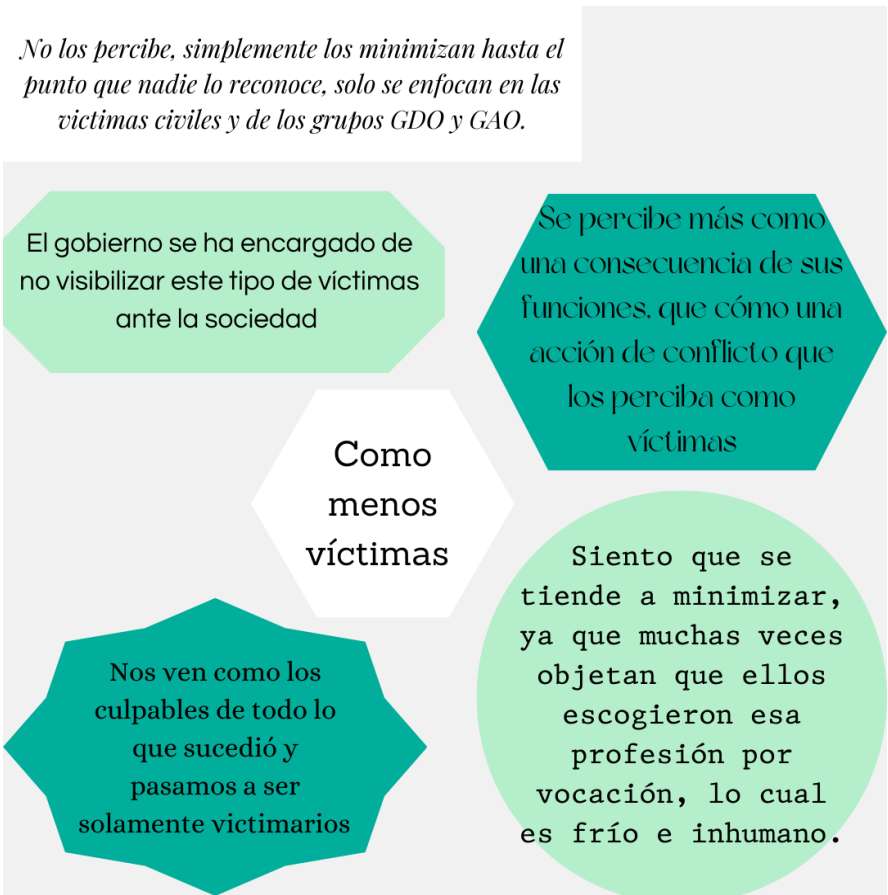 No los percibe, simplemente los minimizan hasta el
punto que nadie lo reconoce, solo se enfocan en las
victimas civiles y de los grupos GDO y GAO.
El gobierno se ha encargado de
no visibilizar este tipo de víctimas
ante la sociedad
Se percibe más como
una consecuencia de sus
funciones, que cómo una
acción de conflicto que
los perciba como
víctimas
Como
menos
víctimas
Siento que se
tiende a minimizar,
ya que muchas veces
objetan que ellos
escogieron esa
profesión por
vocación, lo cual
es frío e inhumano.
Nos ven como los
culpables de todo lo
que sucedió y
pasamos a ser
solamente victimarios